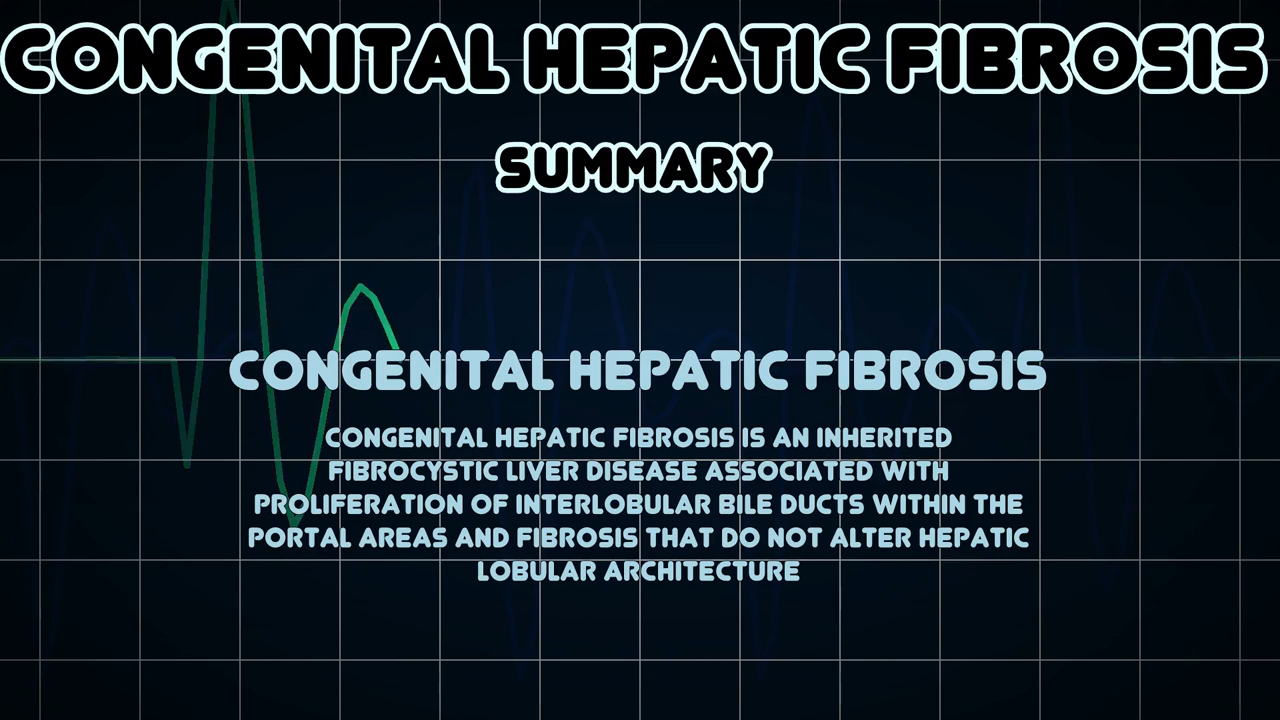 CONGENITAL HEPATIC FIBROSIS
SUMMARY
CONGENITAL HEPATIC FIBROSIS
CONGENITAL HEPATIC FIBROSIS IS AN INHERITED
FIBROCYSTIC LIVER DISEASE ASSOCIATED WITH
PROLIFERATION OF INTERLOBULAR BILE DUCTS WITHIN THE
PORTAL AREAS AND FIBROSIS THAT DO NOT ALTER HEPATIC
LOBULAR ARCHITECTURE